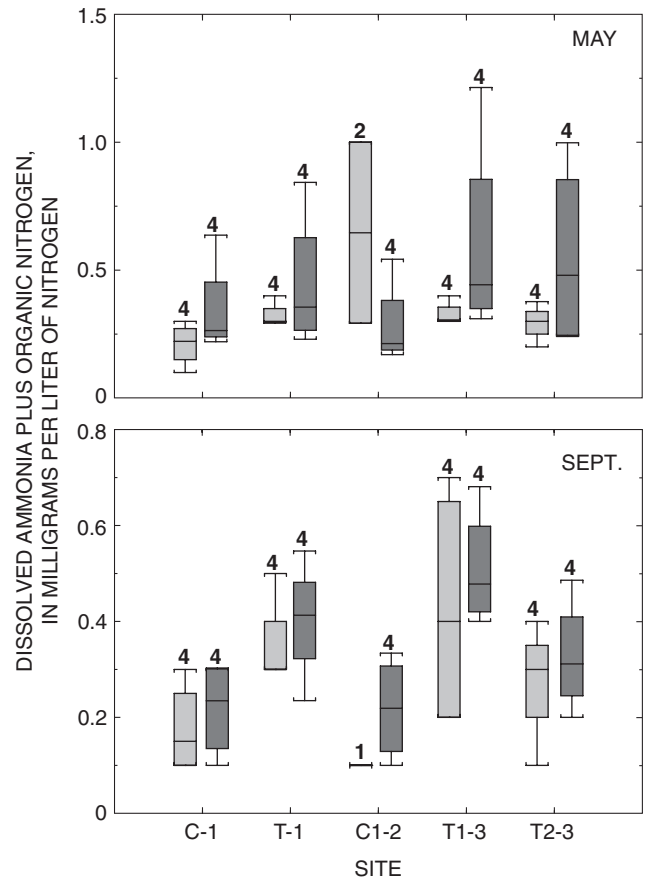 DISSOLVED AMMONIA PLUS ORGANIC NITROGEN,
IN MILLIGRAMS PER LITER OF NITROGEN
MAY
1.5
1.0
0.5
0
4 4 4 4 2 4 4 4 4 4
SEPT.
0.8
0.6
0.4
0.2
0
4 4 4 4 1 4 4 4 4 4
C-1 T-1 C1-2 T1-3 T2-3
SITE